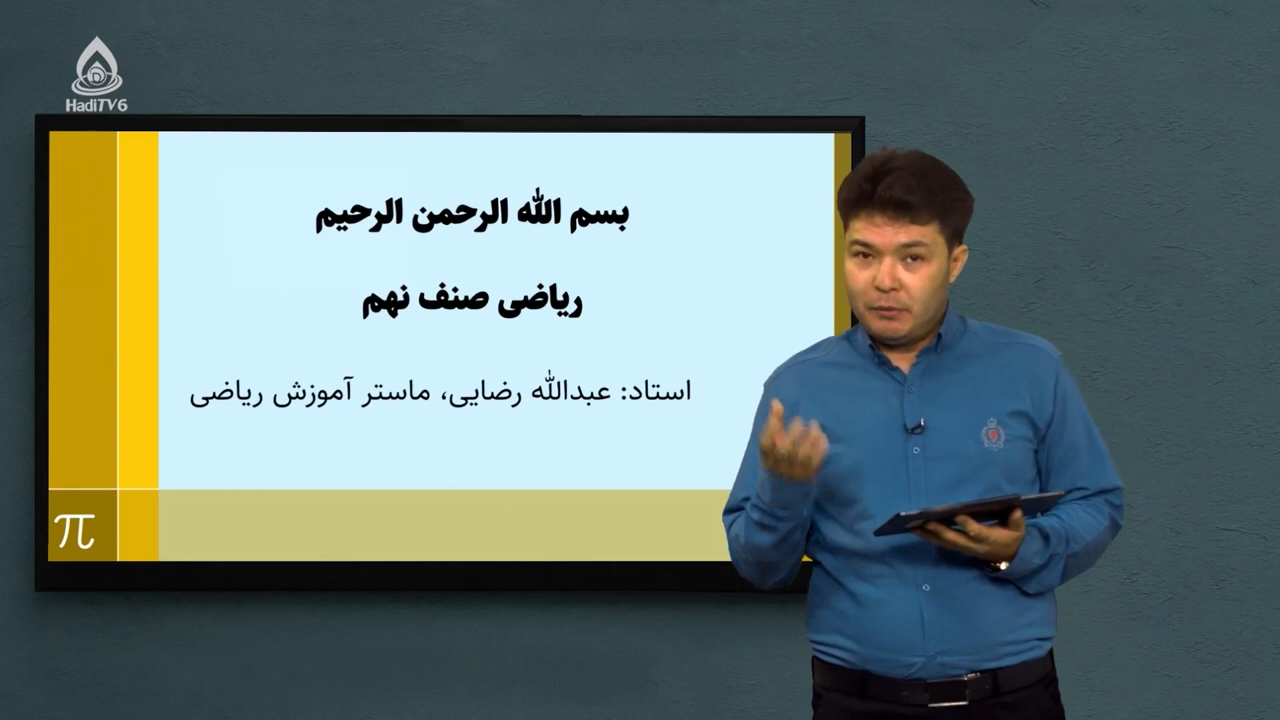 HadiTV6
بسم الله الرحمن الرحیم
ریاضی صنف نهم
استاد: عبدالله رضایی، ماستر آموزش ریاضی
π